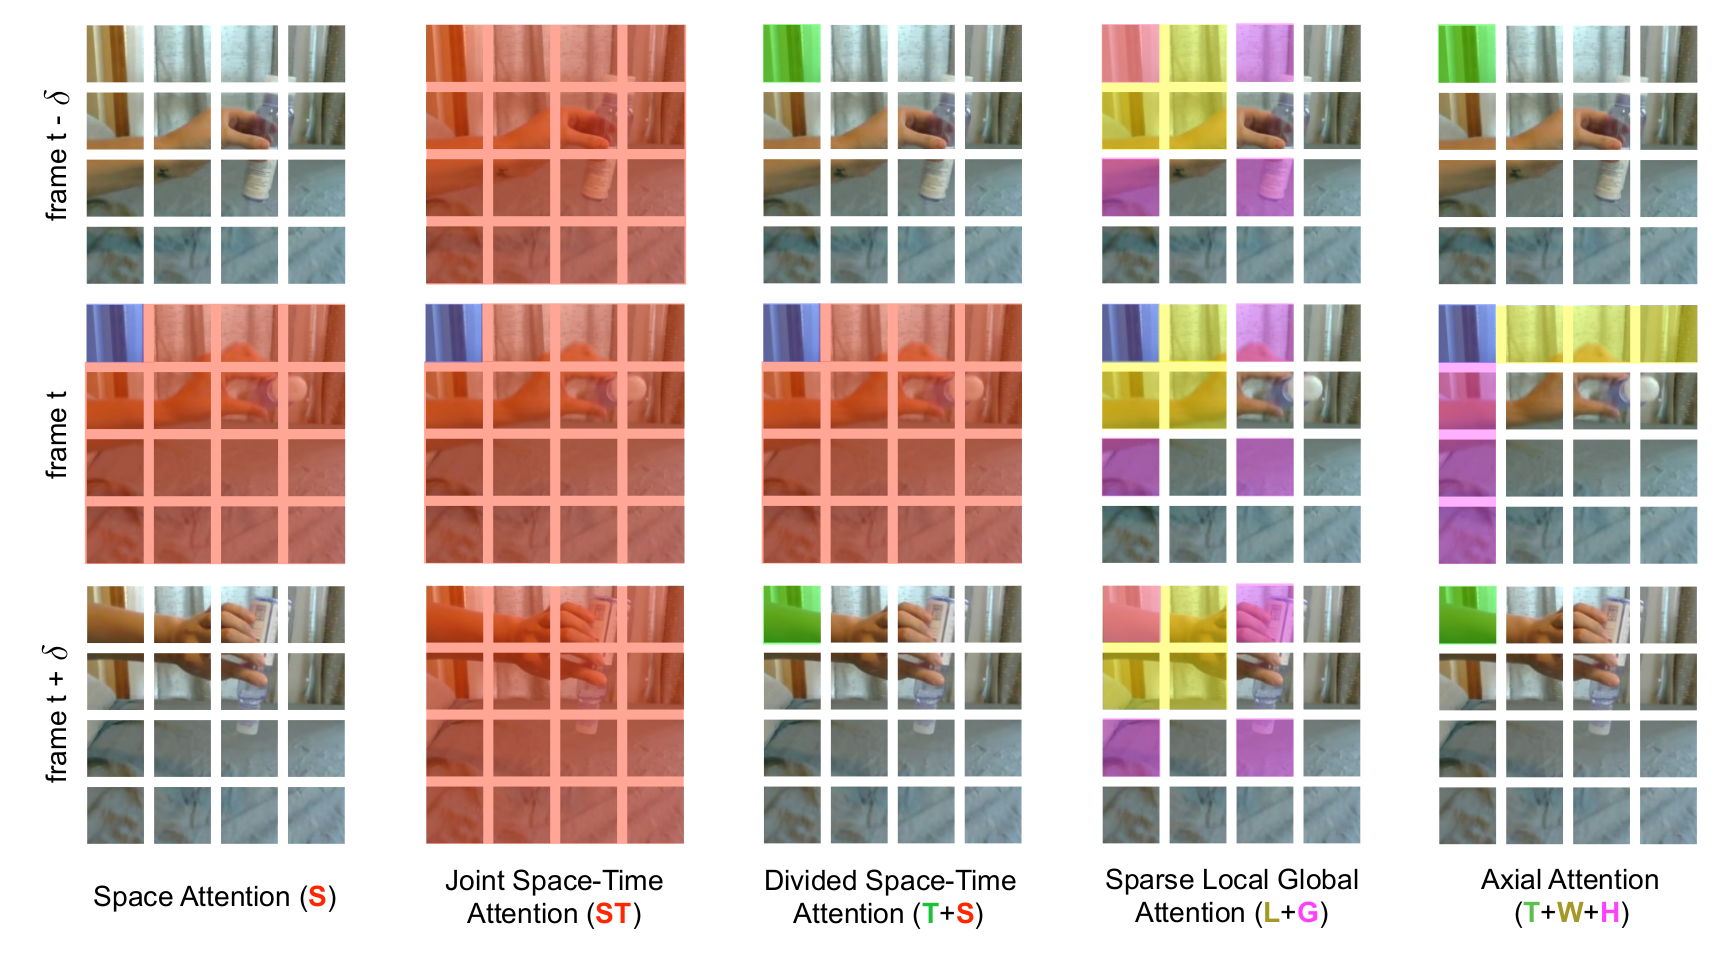 frame t - δ
frame t
frame t + δ
Space Attention (S)
Joint Space-Time
Attention (ST)
Divided Space-Time
Attention (T+S)
Sparse Local Global
Attention (L+G)
Axial Attention
(T+W+H)